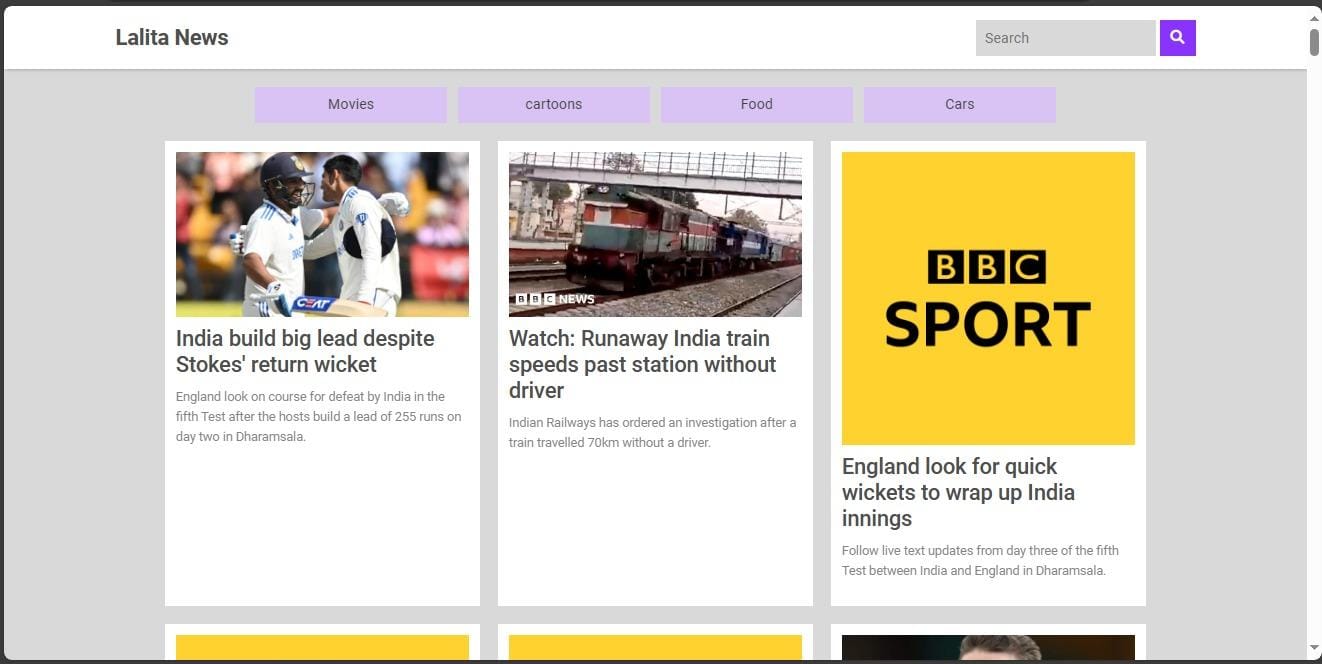 Lalita News
Search
Movies
cartoons
Food
Cars
CEAT
India build big lead despite
Stokes' return wicket
England look on course for defeat by India in the
fifth Test after the hosts build a lead of 255 runs on
day two in Dharamsala.
BBC NEWS
Watch: Runaway India train
speeds past station without
driver
Indian Railways has ordered an investigation after a
train travelled 70km without a driver.
BBC
SPORT
England look for quick
wickets to wrap up India
innings
Follow live text updates from day three of the fifth
Test between India and England in Dharamsala.